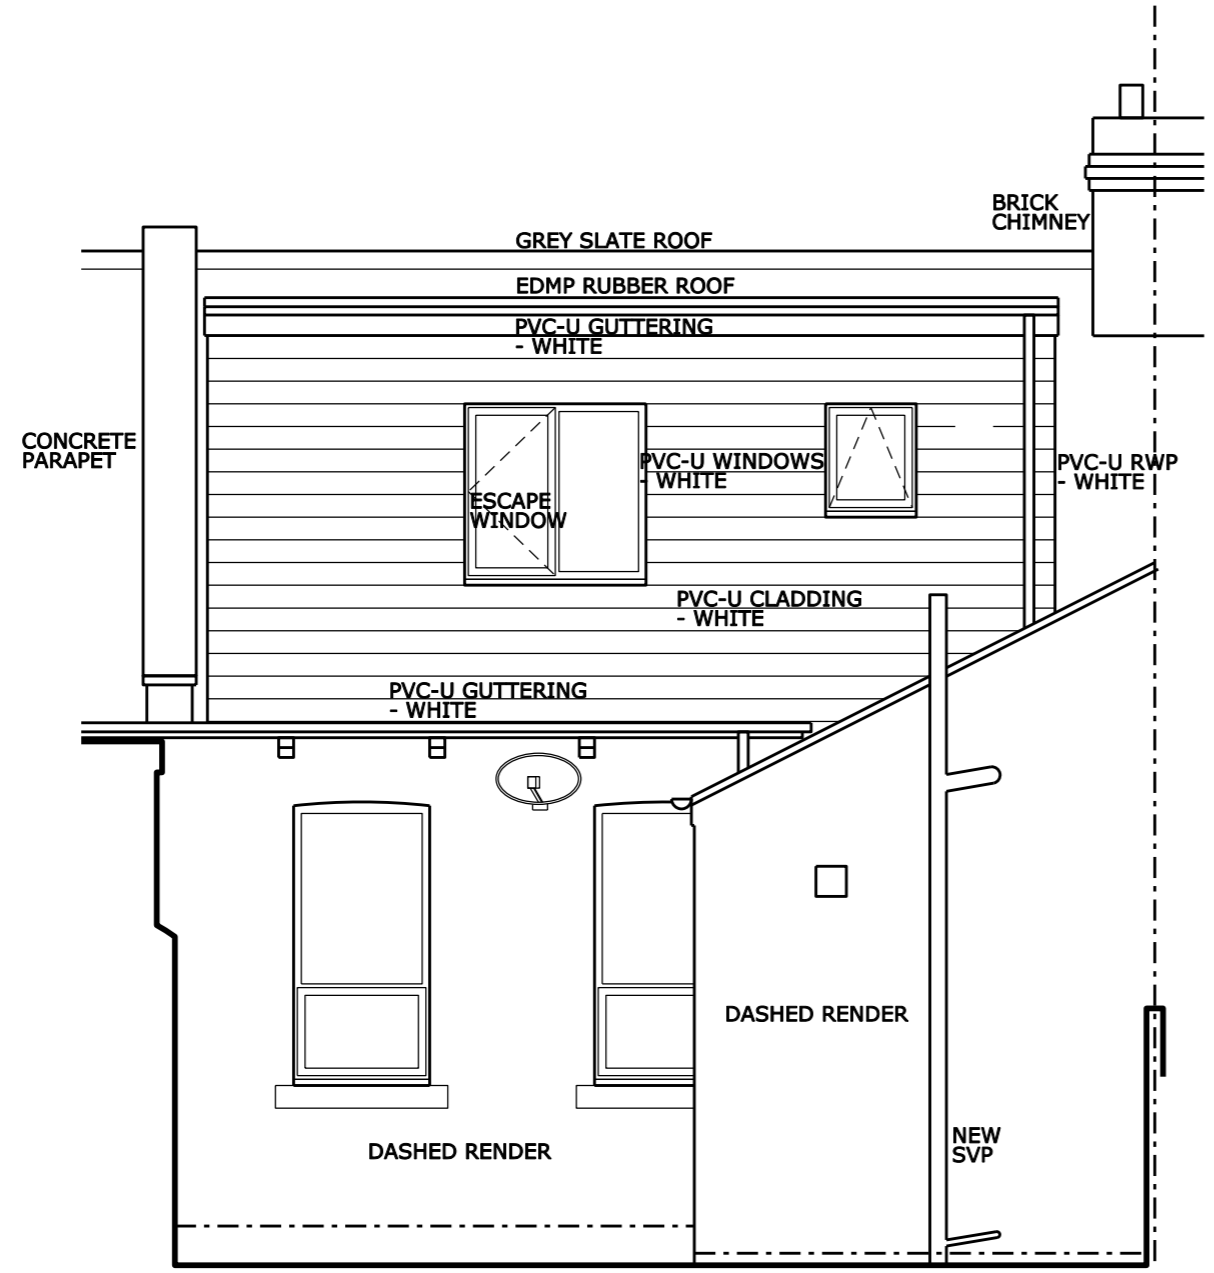 BRICK
CHIMNEY
GREY SLATE ROOF
EDMP RUBBER ROOF
PVC-U GUTTERING
- WHITE
CONCRETE
PARAPET
PVC-U WINDOWS
- WHITE
PVC-U RWP
- WHITE
ESCAPE
WINDOW
PVC-U CLADDING
- WHITE
PVC-U GUTTERING
- WHITE
DASHED RENDER
NEW
SVP
DASHED RENDER